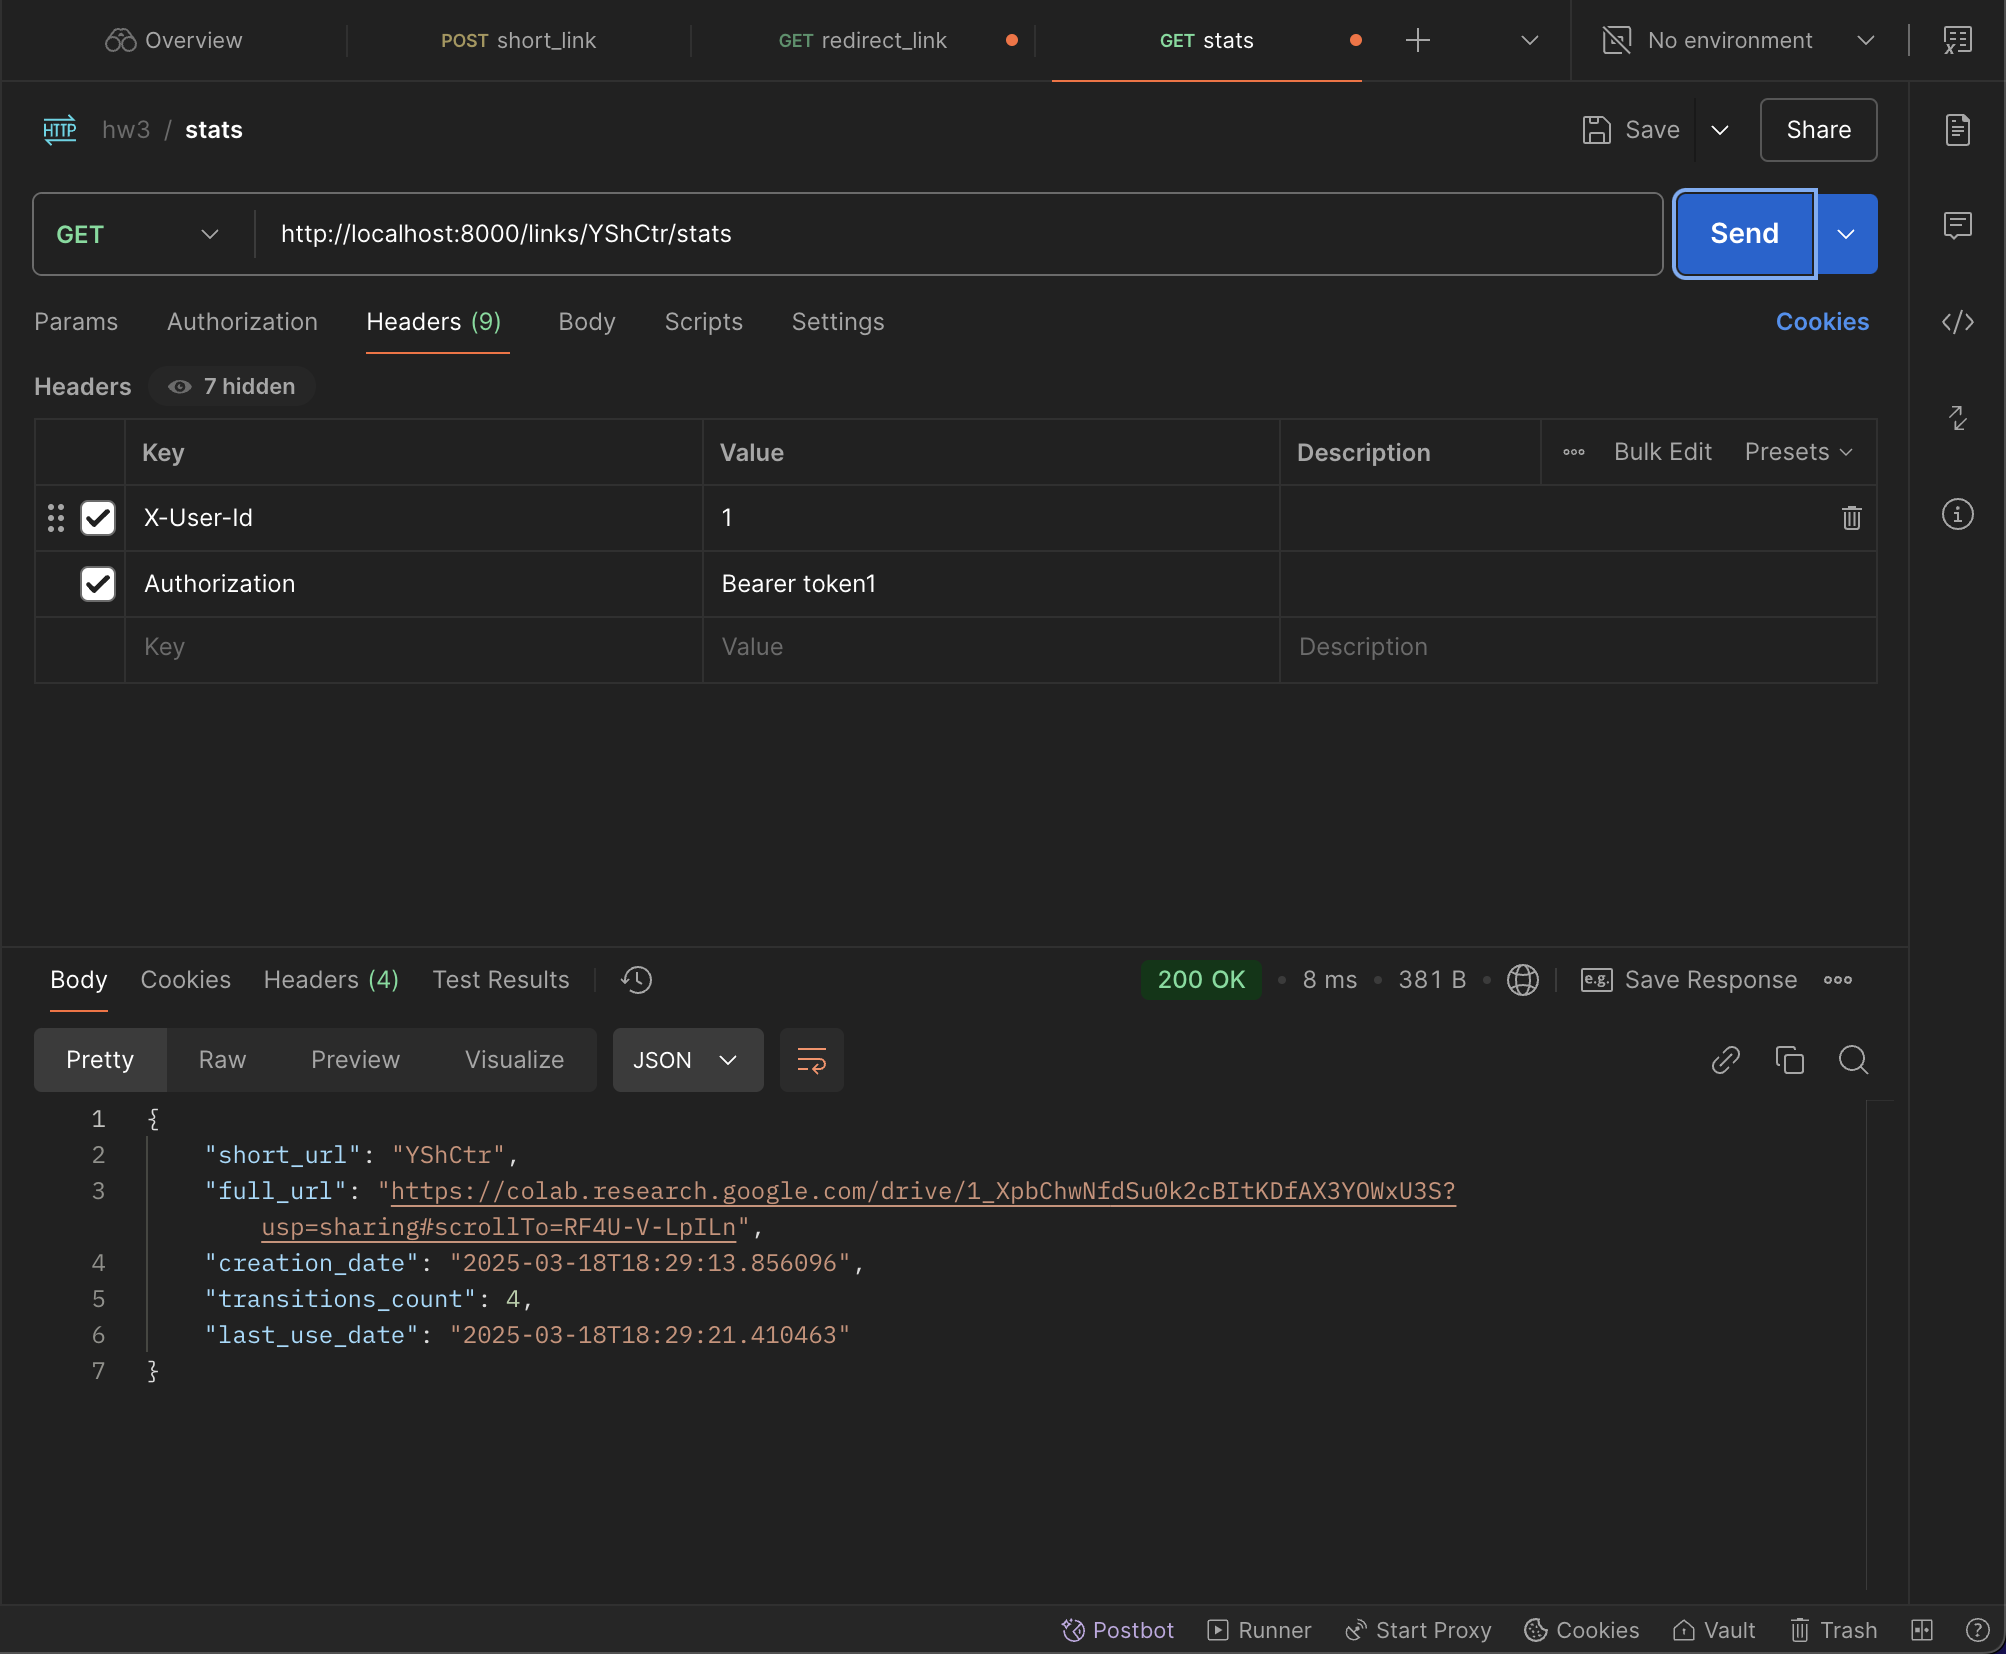 Overview
POST short_link
GET redirect_link
GET stats
No environment
HTTP hw3 / stats
Save
Share
GET http://localhost:8000/links/YShCtr/stats
Send
Params Authorization Headers (9) Body Scripts Settings Cookies
Headers 7 hidden
Key Value Description Bulk Edit Presets
X-User-Id 1
Authorization Bearer token1
Key Value Description
Body Cookies Headers (4) Test Results 200 OK 8 ms 381 B e.g. Save Response
Pretty Raw Preview Visualize JSON
1 {
2 "short_url": "YShCtr",
3 "full_url": "https://colab.research.google.com/drive/1_XpbChwNfdSu0k2cBItKDfAX3YOWxU3S?
usp=sharing#scrollTo=RF4U-V-LpILn",
4 "creation_date": "2025-03-18T18:29:13.856096",
5 "transitions_count": 4,
6 "last_use_date": "2025-03-18T18:29:21.410463"
7 }
Postbot Runner Start Proxy Cookies Vault Trash